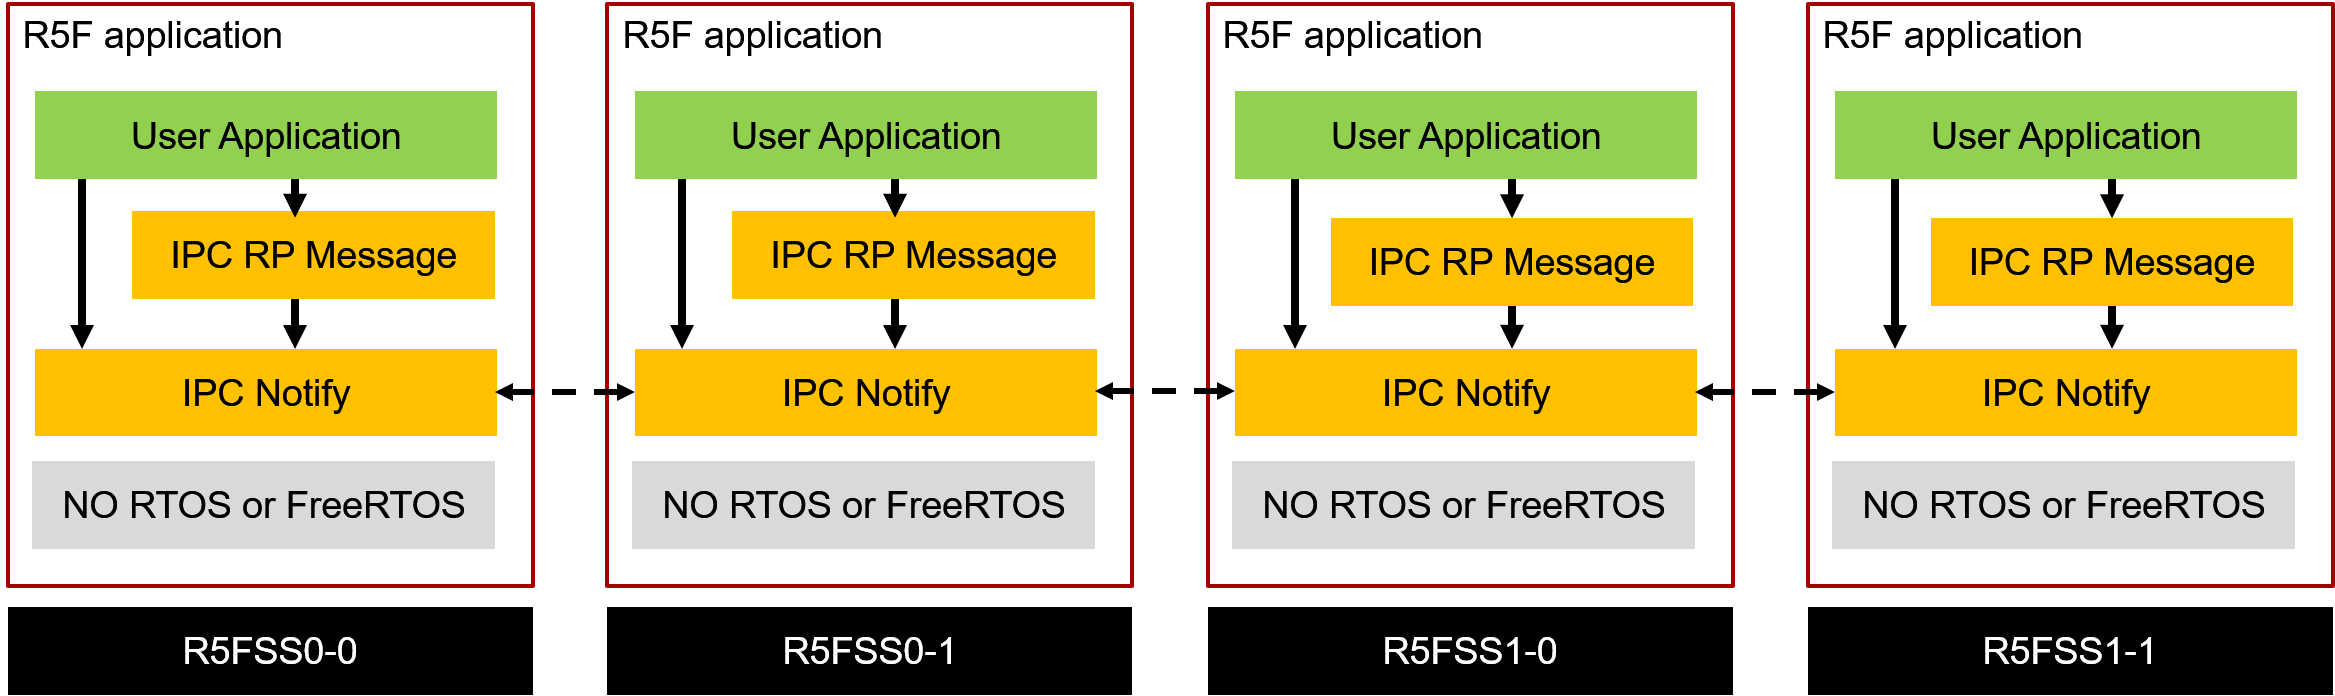 R5F application
User Application
IPC RP Message
IPC Notify
NO RTOS or FreeRTOS
R5FSS0-0
R5F application
User Application
IPC RP Message
IPC Notify
NO RTOS or FreeRTOS
R5FSS0-1
R5F application
User Application
IPC RP Message
IPC Notify
NO RTOS or FreeRTOS
R5FSS1-0
R5F application
User Application
IPC RP Message
IPC Notify
NO RTOS or FreeRTOS
R5FSS1-1